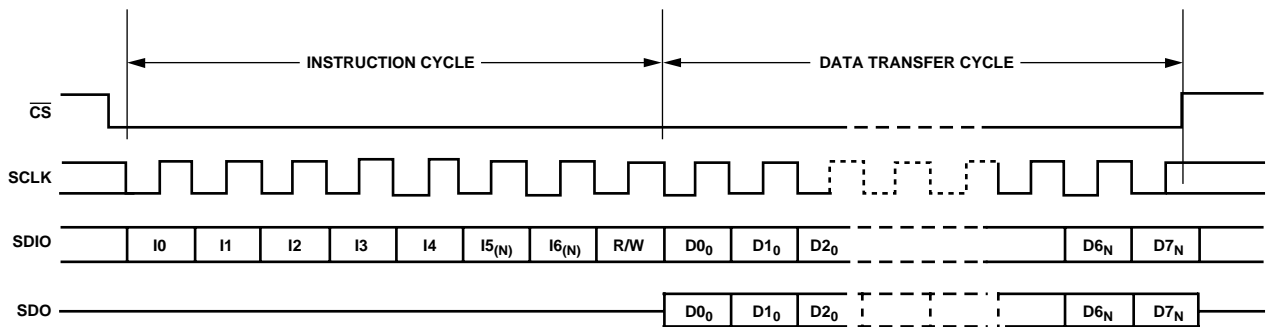 INSTRUCTION CYCLE DATA TRANSFER CYCLE
CS
SCLK
SDIO I0 I1 I2 I3 I4 I5(N) I6(N) R/W D0₀ D1₀ D2₀ D6N D7N
SDO D0₀ D1₀ D2₀ D6N D7N